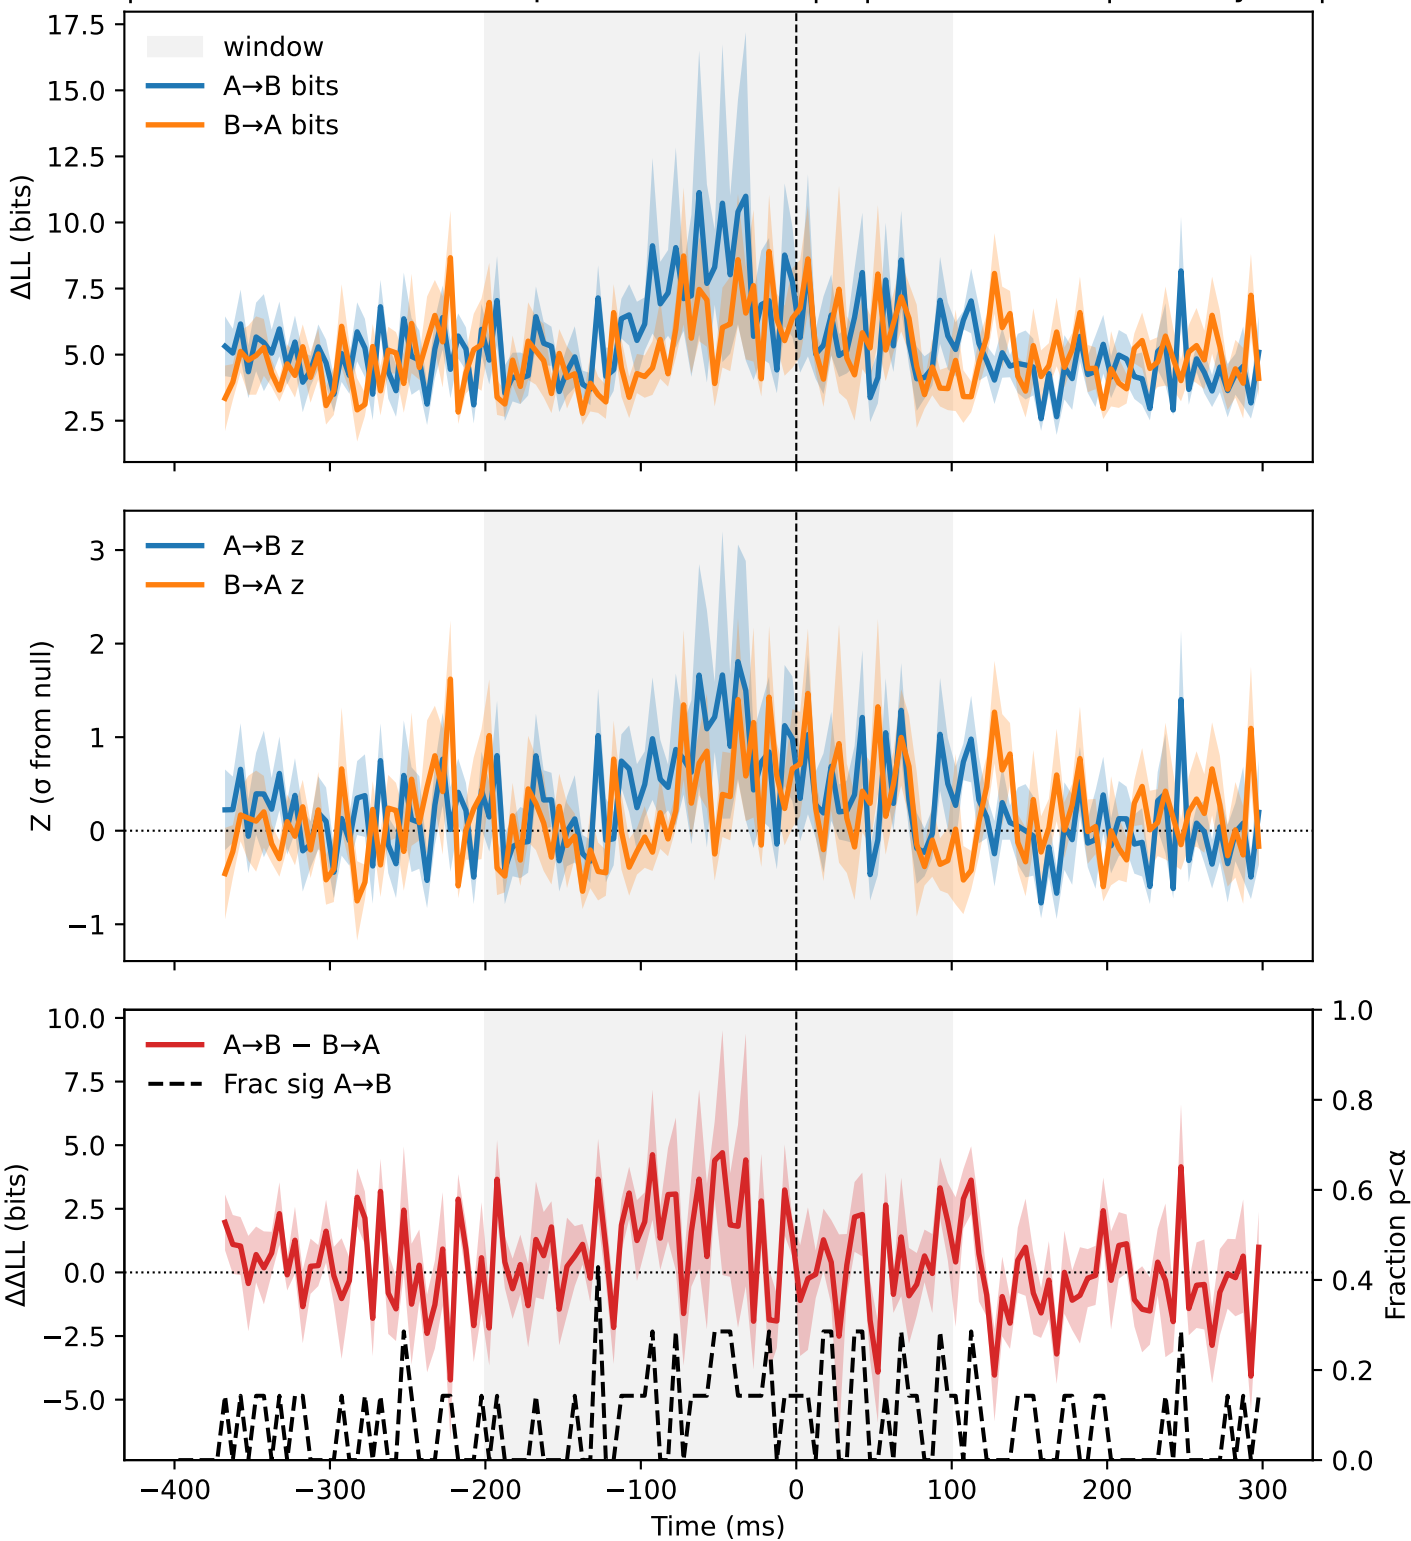 17.5
15.0
12.5
10.0
7.5
5.0
2.5
ΔLL (bits)
window
A→B bits
B→A bits
3
2
1
0
−1
Z (σ from null)
A→B z
B→A z
10.0
7.5
5.0
2.5
0.0
−2.5
−5.0
ΔΔLL (bits)
A→B − B→A
Frac sig A→B
1.0
0.8
0.6
0.4
0.2
0.0
Fraction p<α
−400
−300
−200
−100
0
100
200
300
Time (ms)